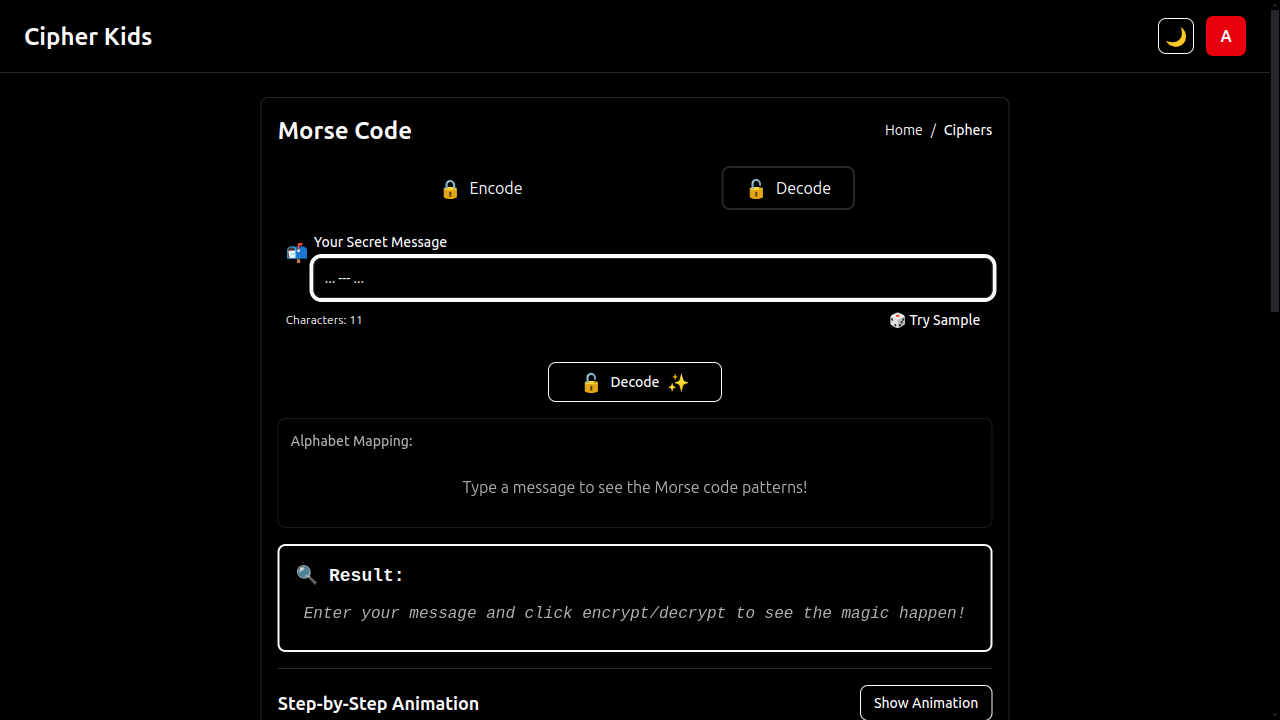 Cipher Kids
A
Morse Code
Home / Ciphers
Encode
Decode
Your Secret Message
... --- ...
Characters: 11
Try Sample
Decode
Alphabet Mapping:
Type a message to see the Morse code patterns!
Result:
Enter your message and click encrypt/decrypt to see the magic happen!
Step-by-Step Animation
Show Animation